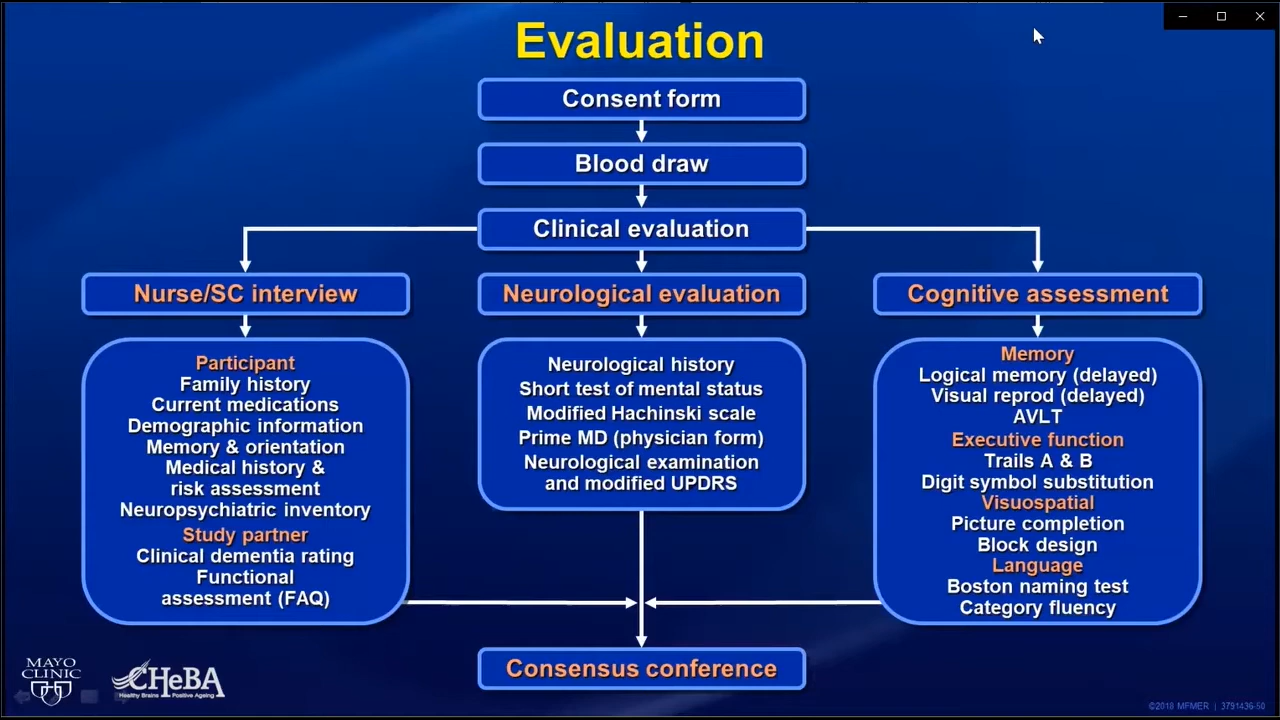 Evaluation
Consent form
Blood draw
Clinical evaluation
Nurse/SC interview
Neurological evaluation
Cognitive assessment
Participant
Family history
Current medications
Demographic information
Memory & orientation
Medical history &
risk assessment
Neuropsychiatric inventory
Study partner
Clinical dementia rating
Functional
assessment (FAQ)
Neurological history
Short test of mental status
Modified Hachinski scale
Prime MD (physician form)
Neurological examination
and modified UPDRS
Memory
Logical memory (delayed)
Visual reprod (delayed)
AVLT
Executive function
Trails A & B
Digit symbol substitution
Visuospatial
Picture completion
Block design
Language
Boston naming test
Category fluency
Consensus conference
MAYO
CLINIC
CHeBA
Healthy Brains Positive Ageing
©2018 MFMER | 3791436-50